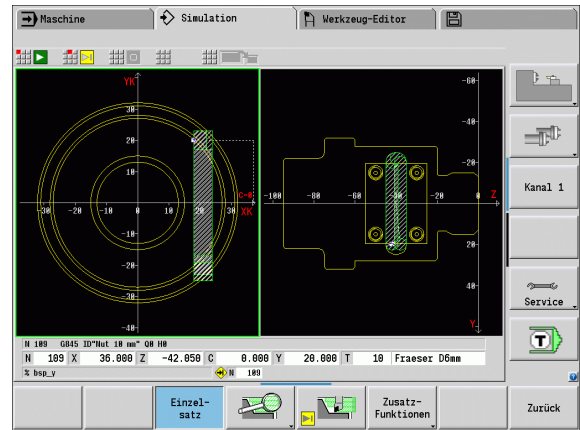 Maschine Simulation Werkzeug-Editor
YK
30
20
10
-30 -20 -10 0 10 20 30 XK
C-0
-10
-20
-30
-40
-60
-40
-20
-100 -80 -60 -40 -20 0 Z
20
40
Y
Kanal 1
Service
T
N 109 G845 ID"Nut 10 mm" Q0 H0
N 109 X 36.000 Z -42.050 C 0.000 Y 20.000 T 10 Fraeser D6mm
% bsp_y N 109
Einzel-
satz
Zusatz-
Funktionen
Zurück